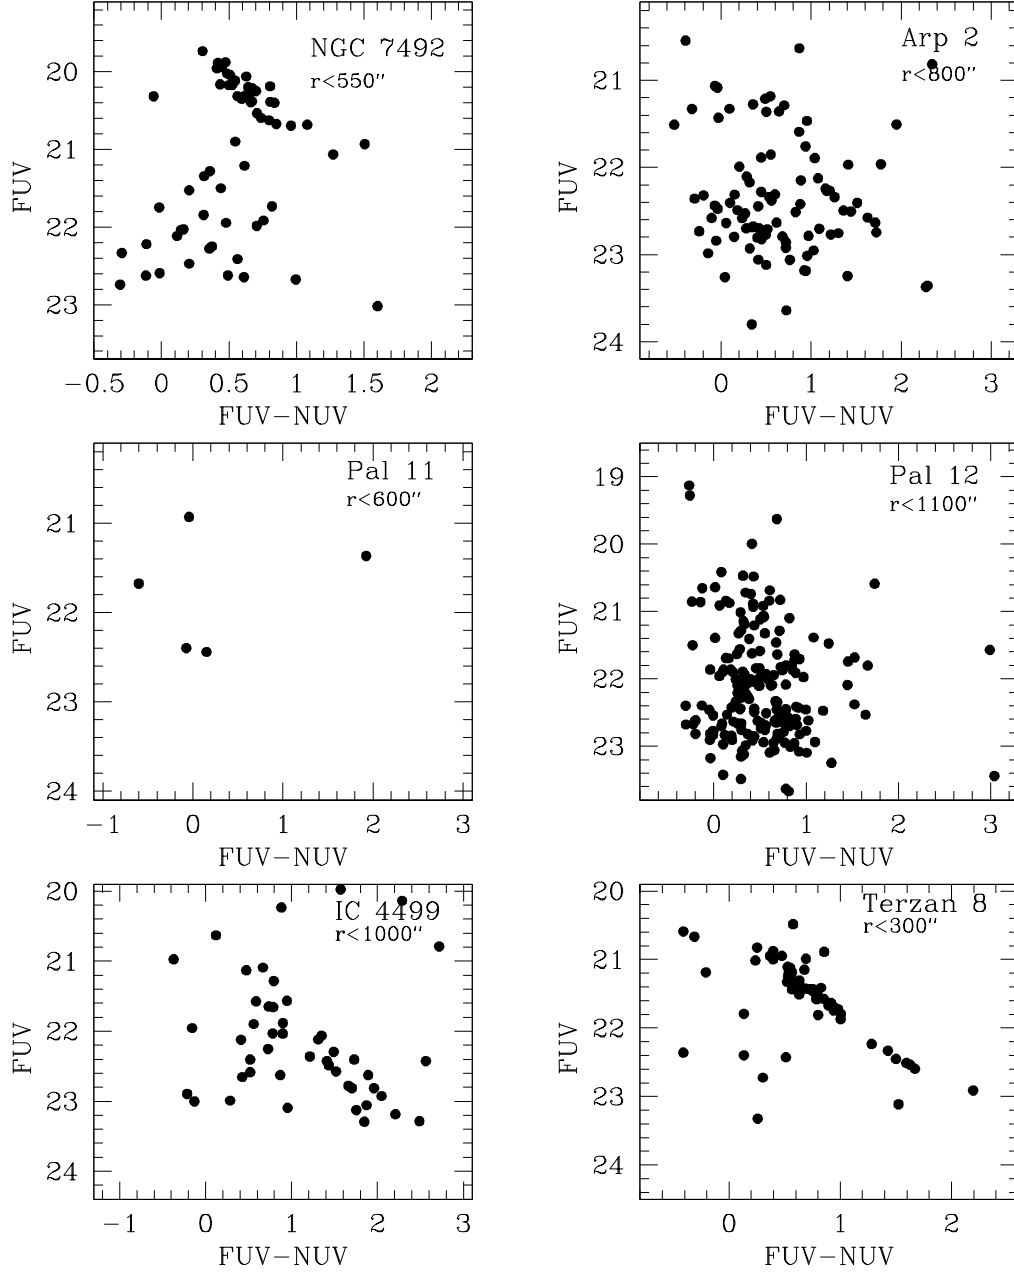 NGC 7492
r<550"
20
21
22
23
FUV
−0.5 0 0.5 1 1.5 2
FUV−NUV
Arp 2
r<800"
21
22
23
24
FUV
0 1 2 3
FUV−NUV
Pal 11
r<600"
21
22
23
24
FUV
−1 0 1 2 3
FUV−NUV
Pal 12
r<1100"
19
20
21
22
23
FUV
0 1 2 3
FUV−NUV
IC 4499
r<1000"
20
21
22
23
24
FUV
−1 0 1 2 3
FUV−NUV
Terzan 8
r<300"
20
21
22
23
24
FUV
0 1 2
FUV−NUV